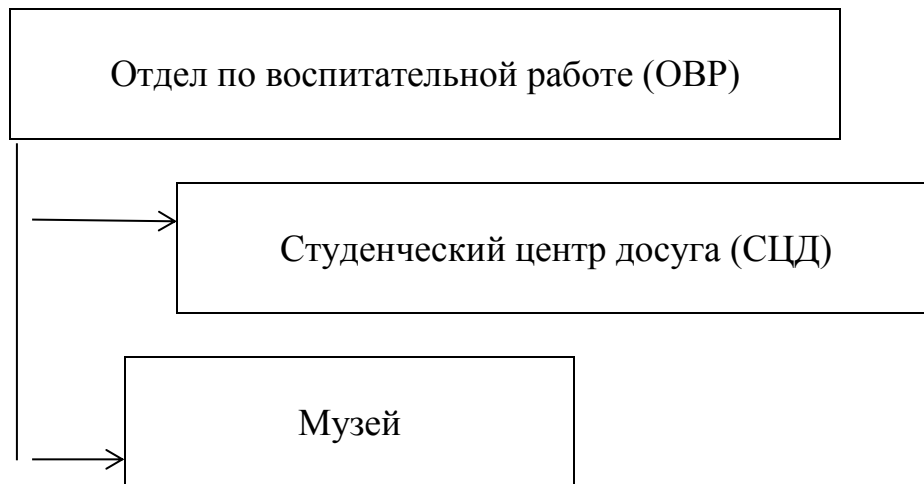 Отдел по воспитательной работе (ОВР)
Студенческий центр досуга (СЦД)
Музей